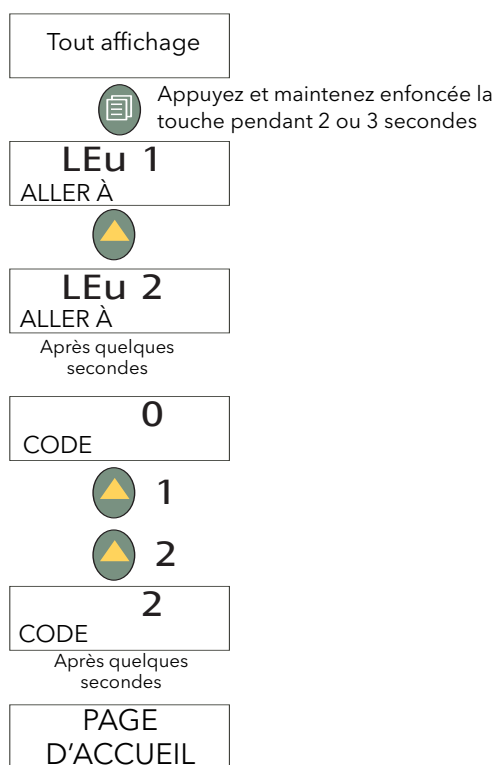 Tout affichage
Appuyez et maintenez enfoncée la
touche pendant 2 ou 3 secondes
LEu 1
ALLER À
LEu 2
ALLER À
Après quelques
secondes
0
CODE
1
2
2
CODE
Après quelques
secondes
PAGE
D'ACCUEIL